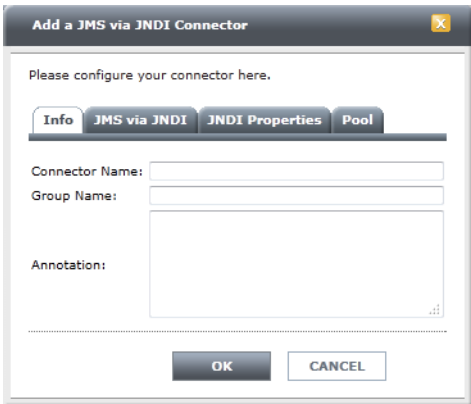 Add a JMS via JNDI Connector
Please configure your connector here.
Info JMS via JNDI JNDI Properties Pool
Connector Name:
Group Name:
Annotation:
OK CANCEL